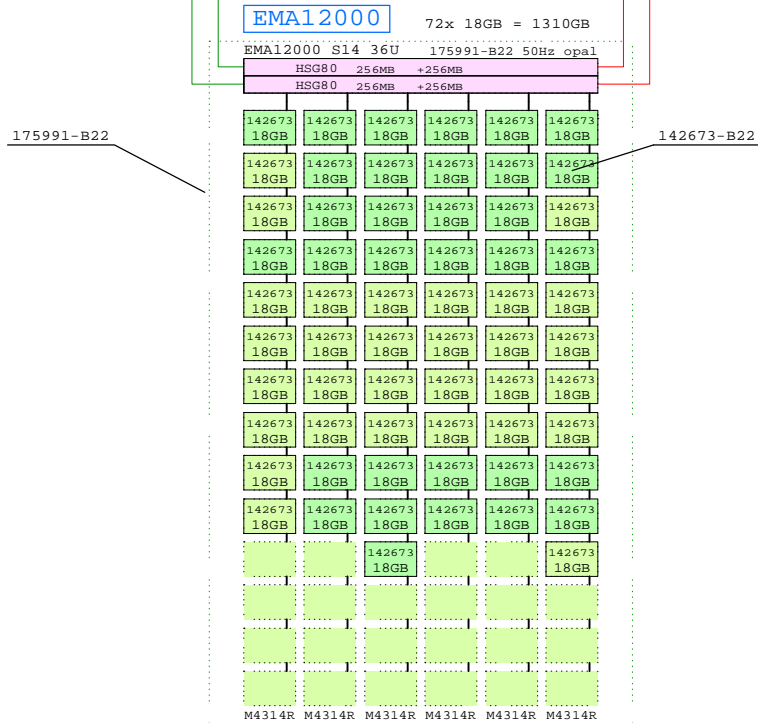 EMA12000 72x 18GB = 1310GB
EMA12000 S14 36U 175991-B22 50Hz opal
HSG80 256MB +256MB
HSG80 256MB +256MB
142673 142673 142673 142673 142673 142673
18GB 18GB 18GB 18GB 18GB 18GB
175991-B22 142673-B22
142673 142673 142673 142673 142673 142673
18GB 18GB 18GB 18GB 18GB 18GB
142673 142673 142673 142673 142673 142673
18GB 18GB 18GB 18GB 18GB 18GB
142673 142673 142673 142673 142673 142673
18GB 18GB 18GB 18GB 18GB 18GB
142673 142673 142673 142673 142673 142673
18GB 18GB 18GB 18GB 18GB 18GB
142673 142673 142673 142673 142673 142673
18GB 18GB 18GB 18GB 18GB 18GB
142673 142673 142673 142673 142673 142673
18GB 18GB 18GB 18GB 18GB 18GB
142673 142673 142673 142673 142673 142673
18GB 18GB 18GB 18GB 18GB 18GB
142673 142673 142673 142673 142673 142673
18GB 18GB 18GB 18GB 18GB 18GB
142673 142673 142673 142673 142673 142673
18GB 18GB 18GB 18GB 18GB 18GB
142673 142673
18GB 18GB
M4314R M4314R M4314R M4314R M4314R M4314R